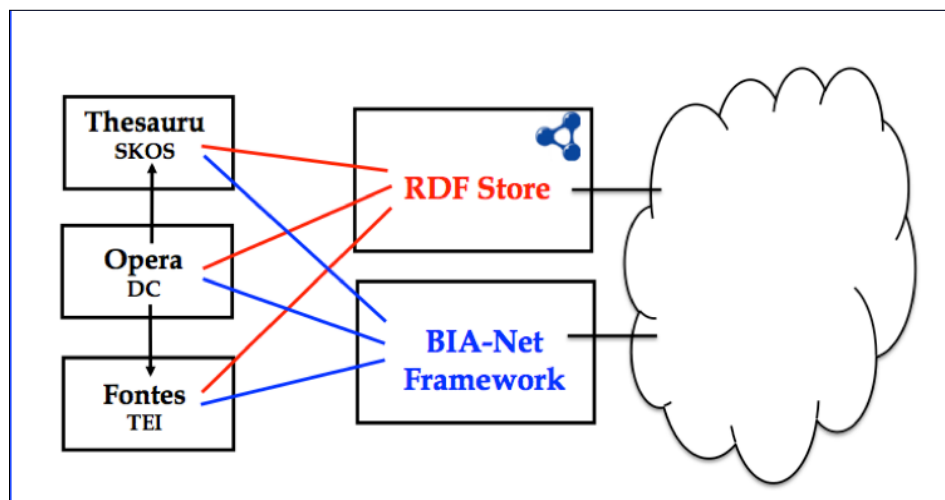 Thesauru
SKOS
Opera
DC
Fontes
TEI
RDF Store
BIA-Net
Framework